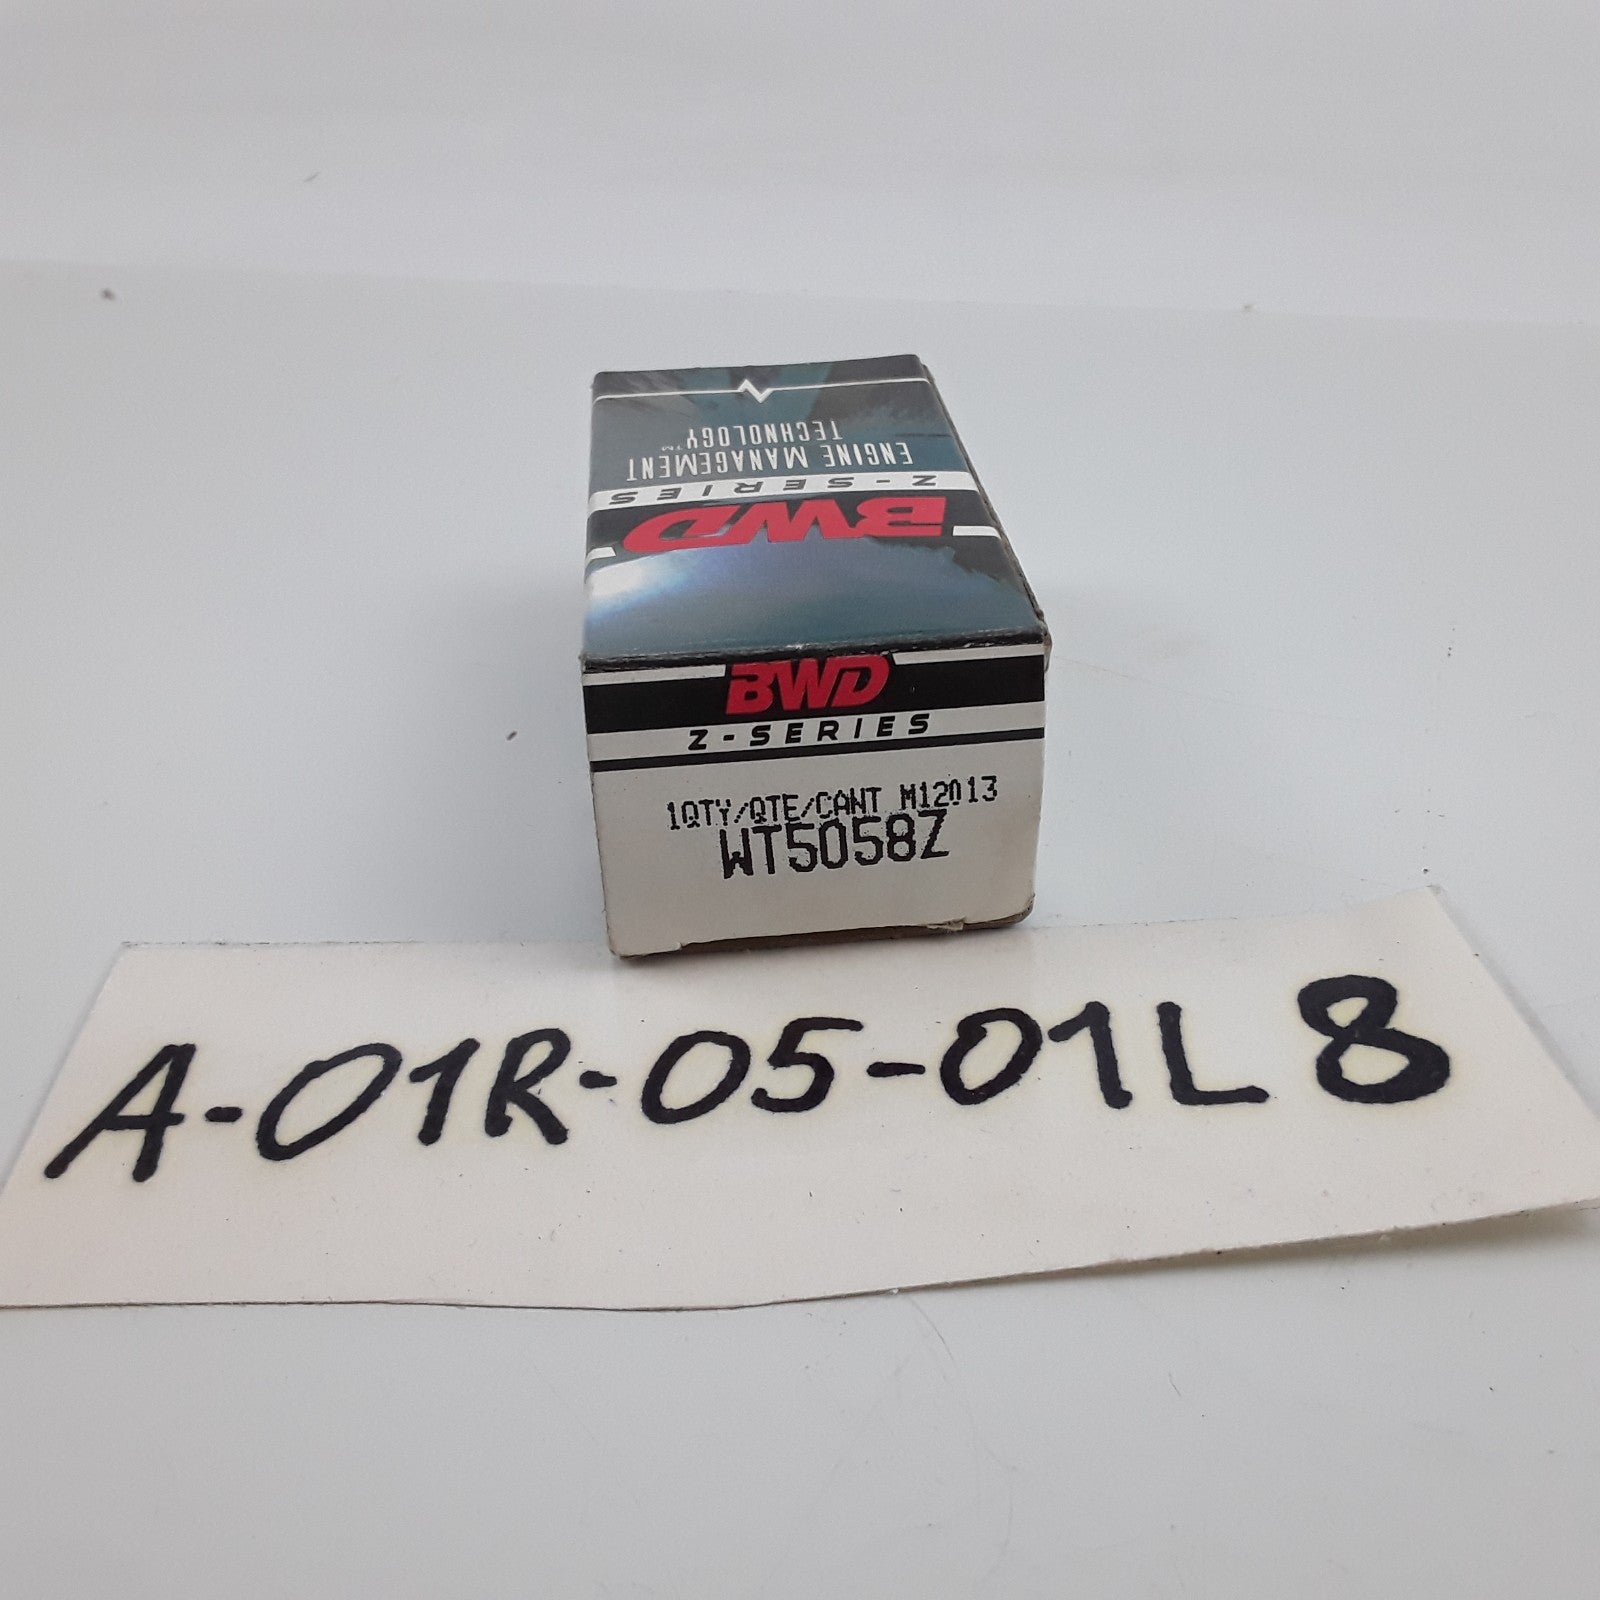 ENGINE MANAGEMENT
TECHNOLOGY™
Z-SERIES
BWD
BWD
Z-SERIES
1QTY/QTE/CANT M12013
WT5058Z
A-01R-05-01L8